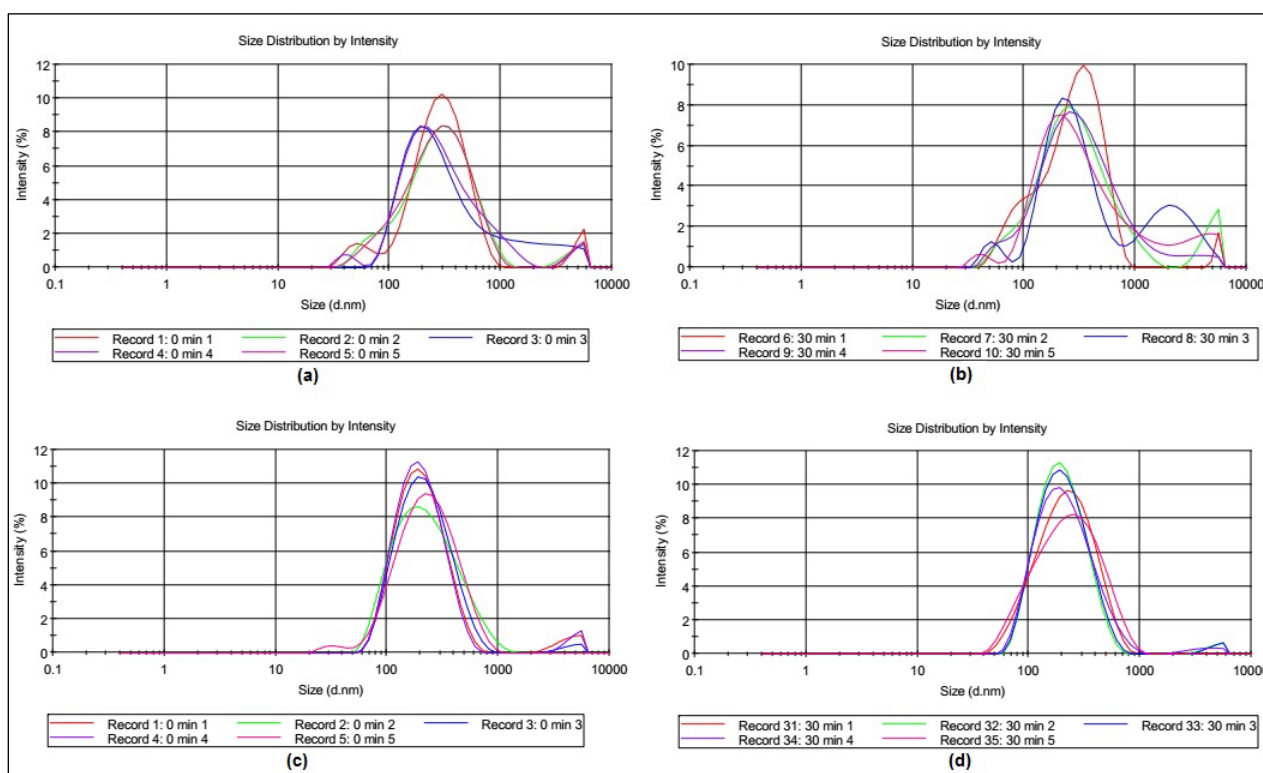 Size Distribution by Intensity
12
10
8
6
4
2
0
Intensity (%)
0.1 1 10 100 1000 10000
Size (d.nm)
Record 1: 0 min 1 Record 2: 0 min 2 Record 3: 0 min 3
Record 4: 0 min 4 Record 5: 0 min 5
(a)
Size Distribution by Intensity
10
8
6
4
2
0
Intensity (%)
0.1 1 10 100 1000 10000
Size (d.nm)
Record 6: 30 min 1 Record 7: 30 min 2 Record 8: 30 min 3
Record 9: 30 min 4 Record 10: 30 min 5
(b)
Size Distribution by Intensity
12
10
8
6
4
2
0
Intensity (%)
0.1 1 10 100 1000 10000
Size (d.nm)
Record 1: 0 min 1 Record 2: 0 min 2 Record 3: 0 min 3
Record 4: 0 min 4 Record 5: 0 min 5
(c)
Size Distribution by Intensity
12
10
8
6
4
2
0
Intensity (%)
0.1 1 10 100 1000 10000
Size (d.nm)
Record 31: 30 min 1 Record 32: 30 min 2 Record 33: 30 min 3
Record 34: 30 min 4 Record 35: 30 min 5
(d)